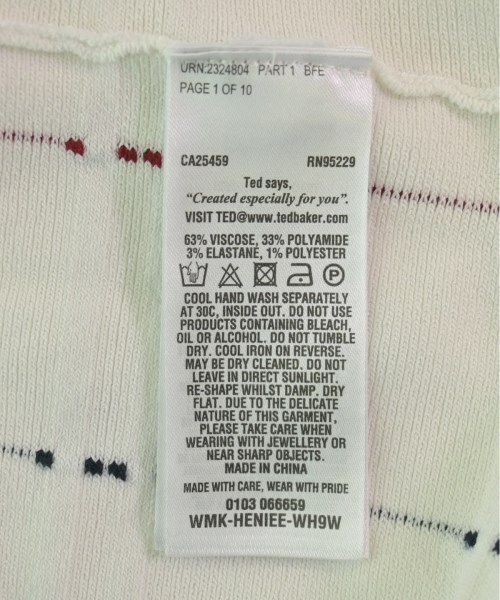 URN:2324804 PART 1 BFE
PAGE 1 OF 10
CA25459 RN95229
Ted says,
"Created especially for you".
VISIT TED@www.tedbaker.com
63% VISCOSE, 33% POLYAMIDE
3% ELASTANE, 1% POLYESTER
P
COOL HAND WASH SEPARATELY
AT 30C, INSIDE OUT. DO NOT USE
PRODUCTS CONTAINING BLEACH,
OIL OR ALCOHOL. DO NOT TUMBLE
DRY. COOL IRON ON REVERSE.
MAY BE DRY CLEANED. DO NOT
LEAVE IN DIRECT SUNLIGHT.
RE-SHAPE WHILST DAMP. DRY
FLAT. DUE TO THE DELICATE
NATURE OF THIS GARMENT,
PLEASE TAKE CARE WHEN
WEARING WITH JEWELLERY OR
NEAR SHARP OBJECTS.
MADE IN CHINA
MADE WITH CARE, WEAR WITH PRIDE
0103 066659
WMK-HENIEE-WH9W